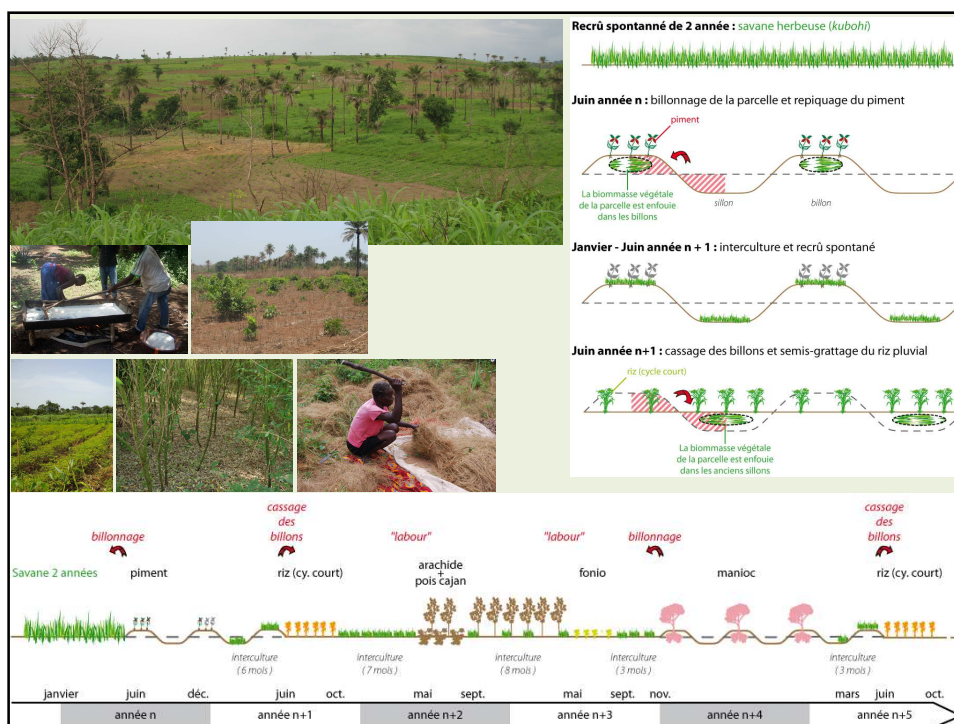 Recrû spontanné de 2 année : savane herbeuse (kubohi)
Juin année n : billonnage de la parcelle et repiquage du piment
piment
La biommasse végétale
de la parcelle est enfouie
dans les billons
sillon
billon
Janvier - Juin année n + 1 : interculture et recrû spontané
Juin année n+1 : cassage des billons et semis-grattage du riz pluvial
riz (cycle court)
La biommasse végétale
de la parcelle est enfouie
dans les anciens sillons
cassage
des
billons
cassage
des
billons
billonnage
"labour"
"labour"
billonnage
Savane 2 années
piment
riz (cy. court)
arachide
+
pois cajan
fonio
manioc
riz (cy. court)
interculture
( 6 mois )
interculture
( 7 mois )
interculture
( 8 mois )
interculture
( 3 mois )
interculture
( 3 mois )
janvier juin déc. juin oct. mai sept. mai sept. nov. mars juin oct.
année n année n+1 année n+2 année n+3 année n+4 année n+5